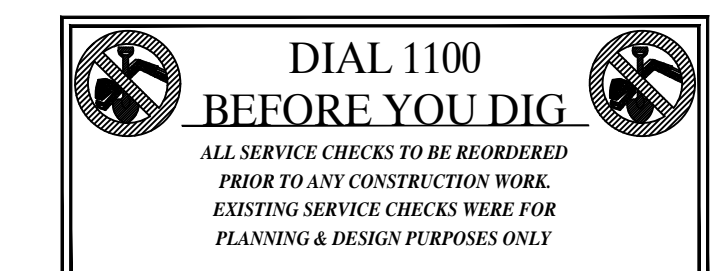 DIAL 1100
BEFORE YOU DIG
ALL SERVICE CHECKS TO BE REORDERED
PRIOR TO ANY CONSTRUCTION WORK.
EXISTING SERVICE CHECKS WERE FOR
PLANNING & DESIGN PURPOSES ONLY